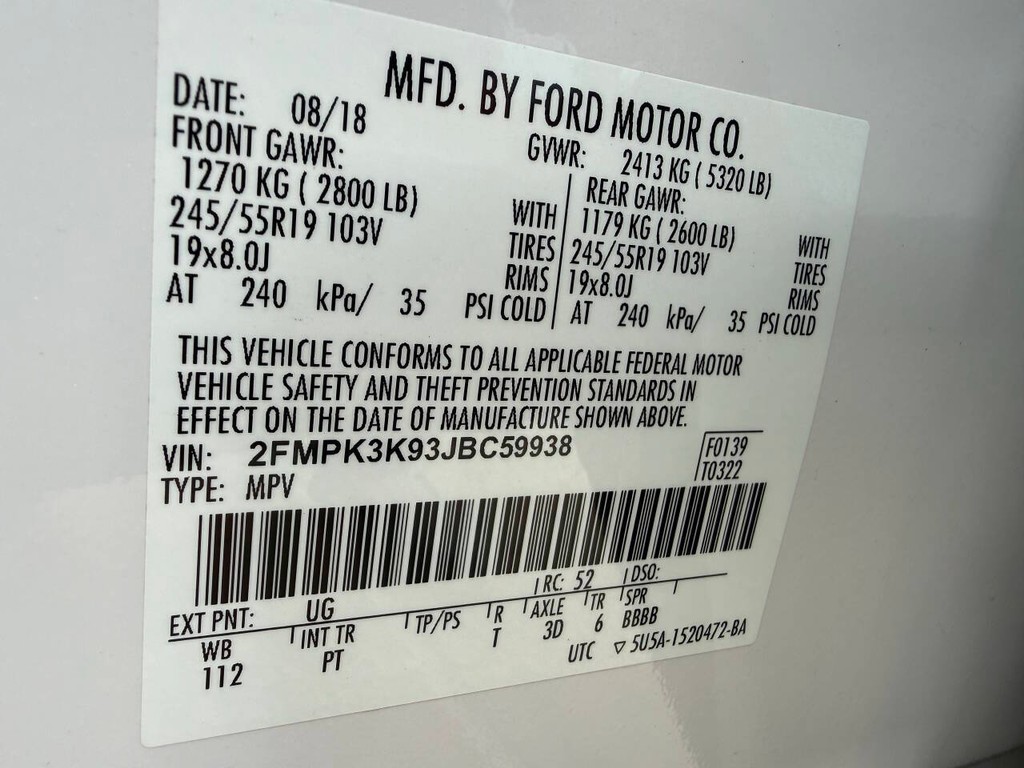 MFD. BY FORD MOTOR CO.
DATE: 08/18
GVWR: 2413 KG ( 5320 LB)
FRONT GAWR:
1270 KG ( 2800 LB) WITH
245/55R19 103V TIRES
19x8.0J RIMS
AT 240 kPa/ 35 PSI COLD
REAR GAWR:
1179 KG ( 2600 LB) WITH
245/55R19 103V TIRES
19x8.0J RIMS
AT 240 kPa/ 35 PSI COLD
THIS VEHICLE CONFORMS TO ALL APPLICABLE FEDERAL MOTOR
VEHICLE SAFETY AND THEFT PREVENTION STANDARDS IN
EFFECT ON THE DATE OF MANUFACTURE SHOWN ABOVE.
VIN: 2FMPK3K93JBC59938
F0139
TYPE: MPV
T0322
EXT PNT: UG RC: 52 DSO:
WB INT TR TP/PS R AXLE TR SPR
112 PT T 3D 6 BBBB
UTC ▽ 5U5A-1520472-BA